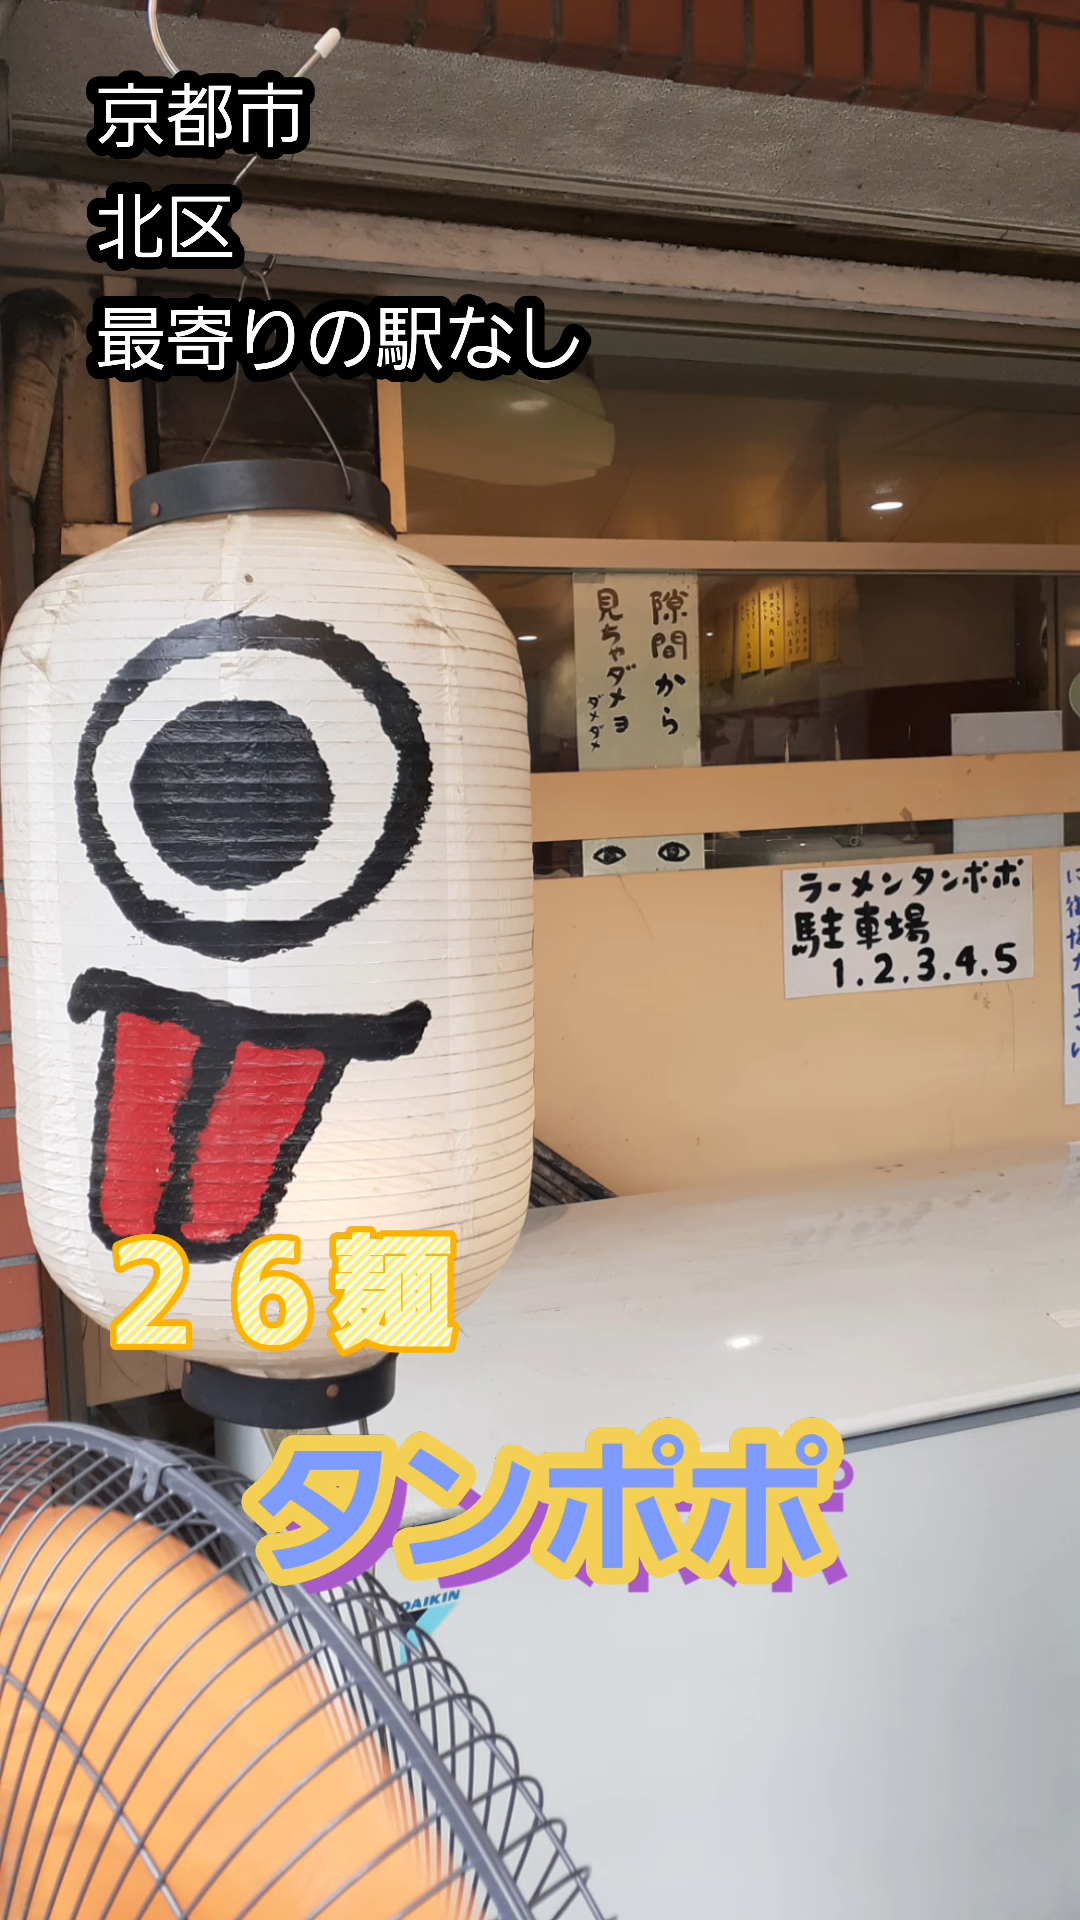 京都市
北区
最寄りの駅なし
隙間から
見ちゃダメヨ
ダメダメ
ラーメンタンポポ
駐車場
1.2.3.4.5
26麺
タンポポ
DAIKIN